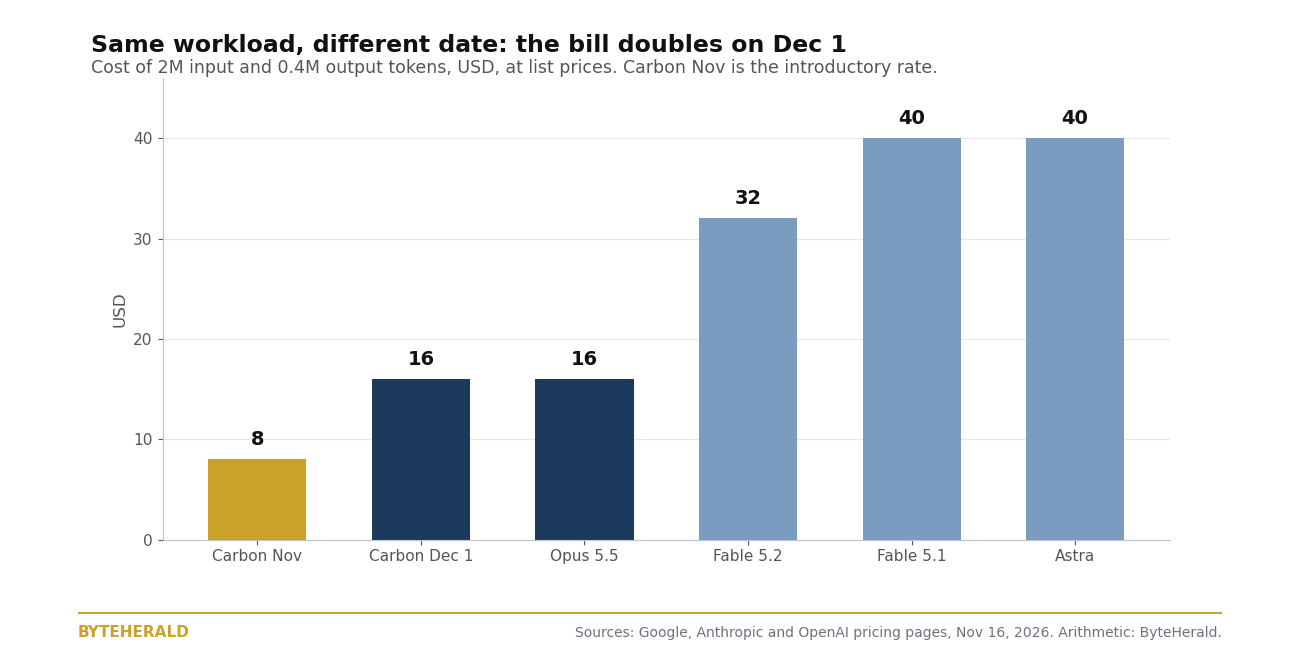 Same workload, different date: the bill doubles on Dec 1
Cost of 2M input and 0.4M output tokens, USD, at list prices. Carbon Nov is the introductory rate.
USD
40
30
20
10
0
8
16
16
32
40
40
Carbon Nov
Carbon Dec 1
Opus 5.5
Fable 5.2
Fable 5.1
Astra
BYTEHERALD
Sources: Google, Anthropic and OpenAI pricing pages, Nov 16, 2026. Arithmetic: ByteHerald.